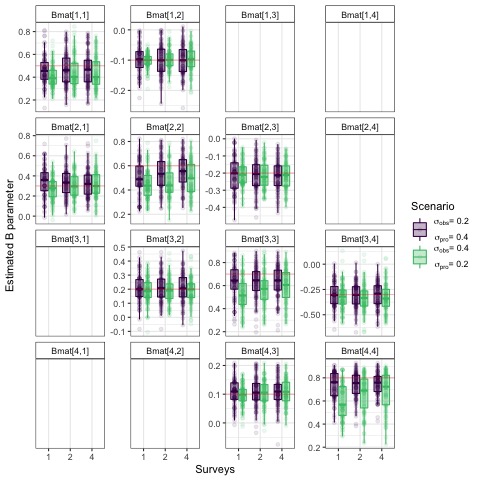 Bmat[1,1] Bmat[1,2] Bmat[1,3] Bmat[1,4]
0.8 0.6 0.4 0.2
0.0 -0.1 -0.2
Bmat[2,1] Bmat[2,2] Bmat[2,3] Bmat[2,4]
0.8 0.6 0.4 0.2 0.0
0.8 0.6 0.4 0.2
0.0 -0.1 -0.2 -0.3 -0.4
Bmat[3,1] Bmat[3,2] Bmat[3,3] Bmat[3,4]
0.5 0.4 0.3 0.2 0.1 0.0 -0.1
0.8 0.6 0.4 0.2
0.00 -0.25 -0.50
Bmat[4,1] Bmat[4,2] Bmat[4,3] Bmat[4,4]
0.2 0.1 0.0
0.8 0.6 0.4 0.2
1 2 4 1 2 4 1 2 4 1 2 4
Surveys
Estimated B parameter
Scenario
σobs= 0.2
σpro= 0.4
σobs= 0.4
σpro= 0.2